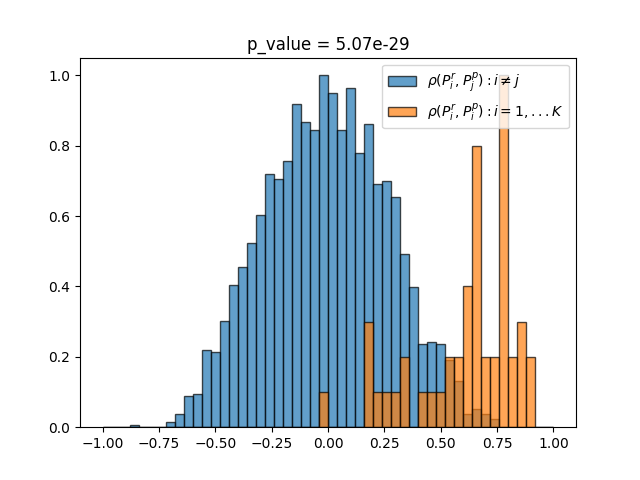 p_value = 5.07e-29
1.0
0.8
0.6
0.4
0.2
0.0
ρ(P_i^r, P_j^p) : i ≠ j
ρ(P_i^r, P_i^p) : i = 1, ... K
−1.00 −0.75 −0.50 −0.25 0.00 0.25 0.50 0.75 1.00